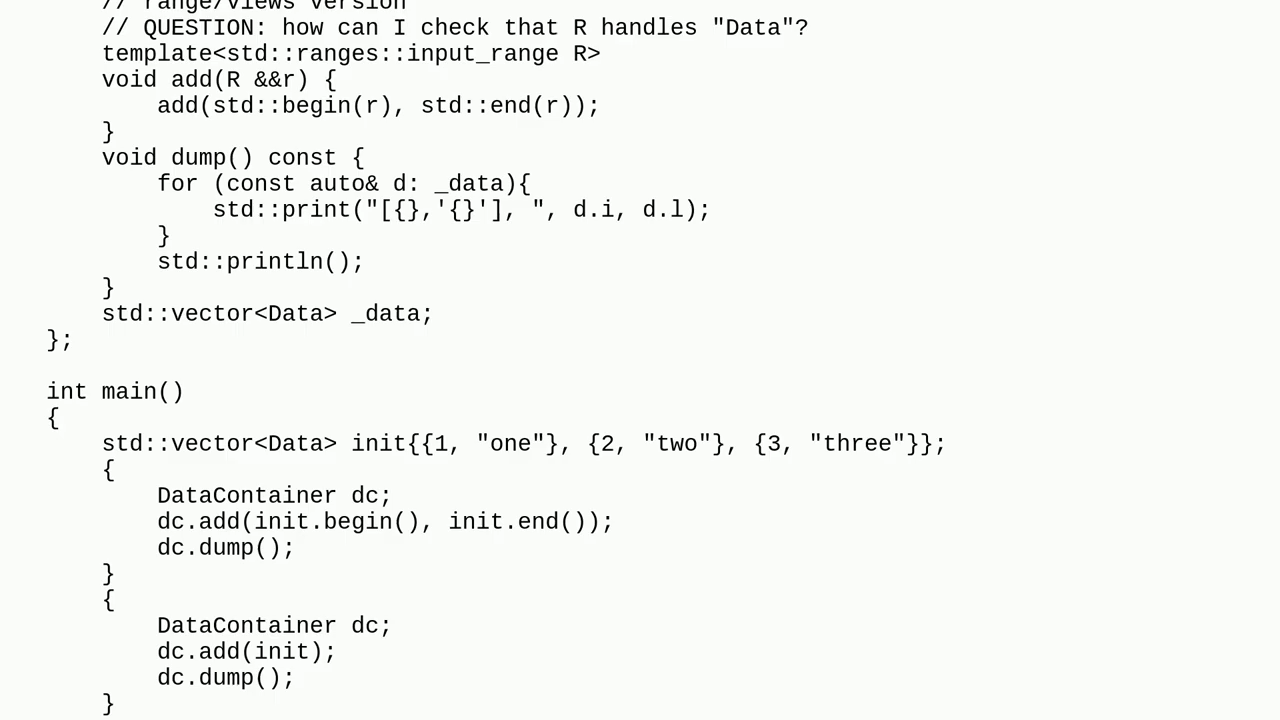 // range/views version
// QUESTION: how can I check that R handles "Data"?
template<std::ranges::input_range R>
void add(R &&r) {
    add(std::begin(r), std::end(r));
}
void dump() const {
    for (const auto& d: _data){
        std::print("[{},'{}'], ", d.i, d.l);
    }
    std::println();
}
std::vector<Data> _data;
};

int main()
{
    std::vector<Data> init{{1, "one"}, {2, "two"}, {3, "three"}};
    {
        DataContainer dc;
        dc.add(init.begin(), init.end());
        dc.dump();
    }
    {
        DataContainer dc;
        dc.add(init);
        dc.dump();
    }